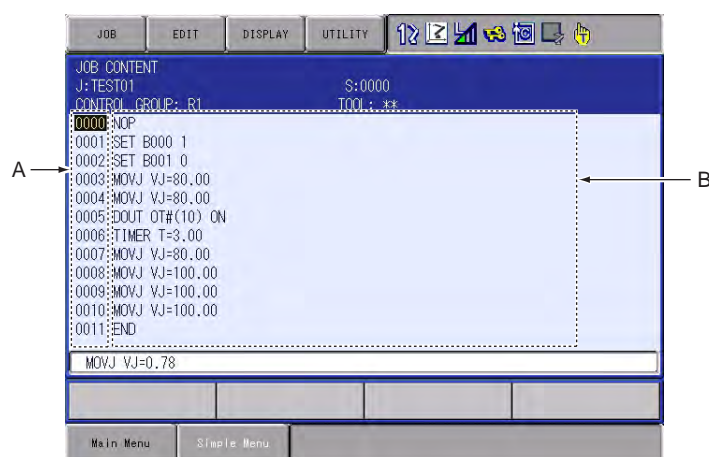 JOB EDIT DISPLAY UTILITY
JOB CONTENT
J:TEST01 S:0000
CONTROL GROUP: R1 TOOL: **
0000 NOP
0001 SET B000 1
0002 SET B001 0
0003 MOVJ VJ=80.00
0004 MOVJ VJ=80.00
0005 DOUT OT#(10) ON
0006 TIMER T=3.00
0007 MOVJ VJ=80.00
0008 MOVJ VJ=100.00
0009 MOVJ VJ=100.00
0010 MOVJ VJ=100.00
0011 END
A
B
MOVJ VJ=0.78
Main Menu Simple Menu